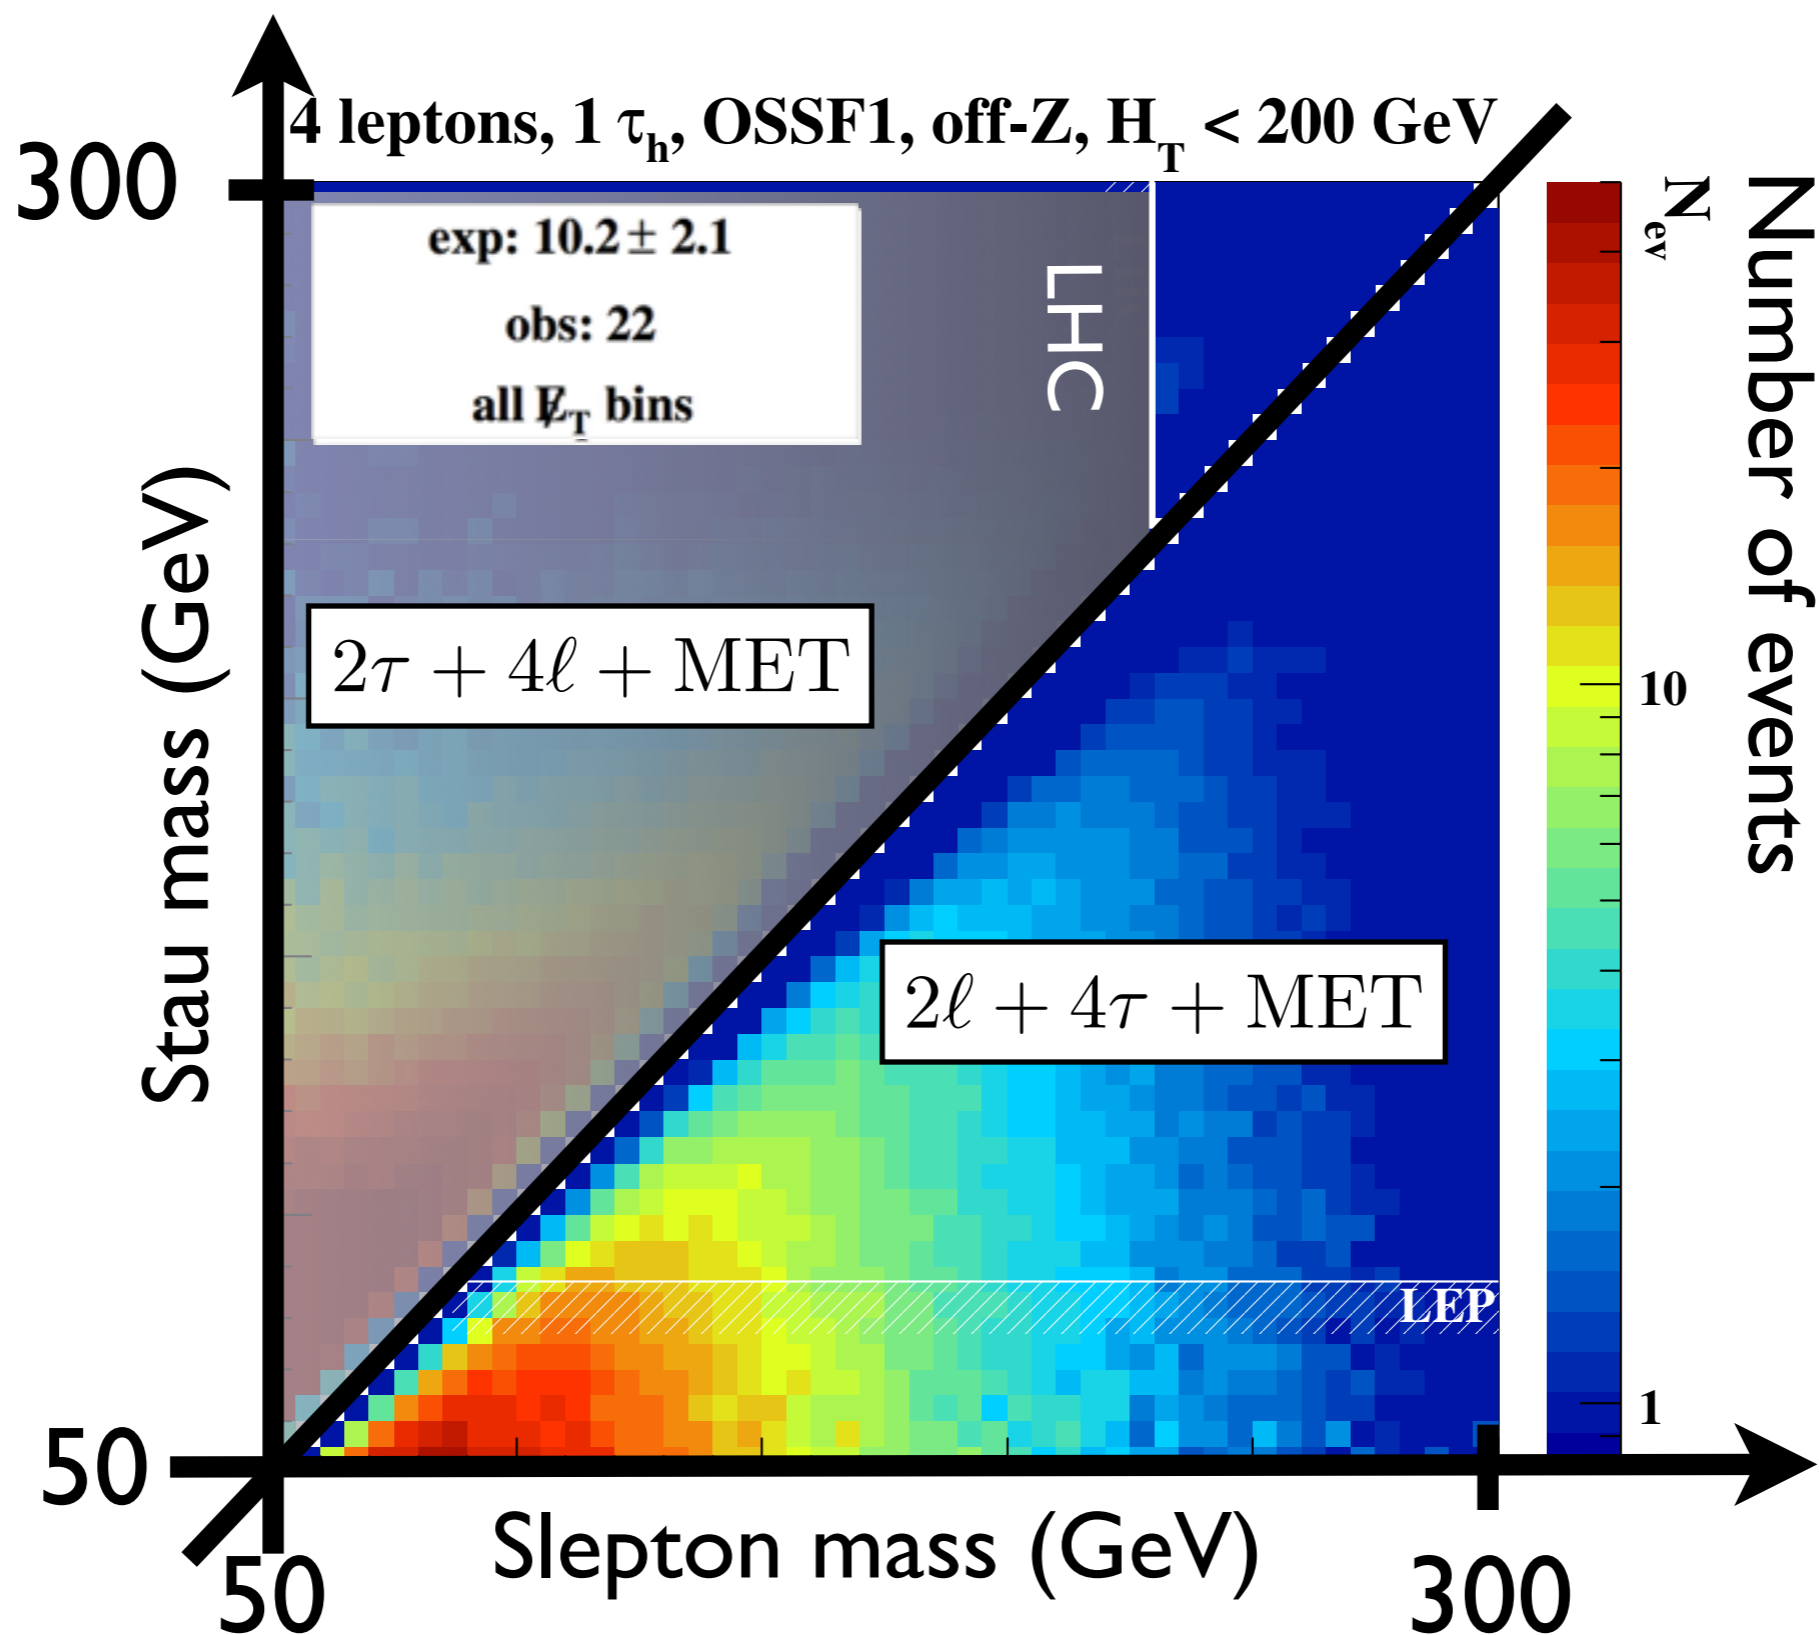 4 leptons, 1 τh, OSSF1, off-Z, HT < 200 GeV
300
exp: 10.2 ± 2.1
obs: 22
all E̸T bins
LHC
Nev
Number of events
2τ + 4ℓ + MET
10
Stau mass (GeV)
2ℓ + 4τ + MET
LEP
1
50
Slepton mass (GeV)
50
300